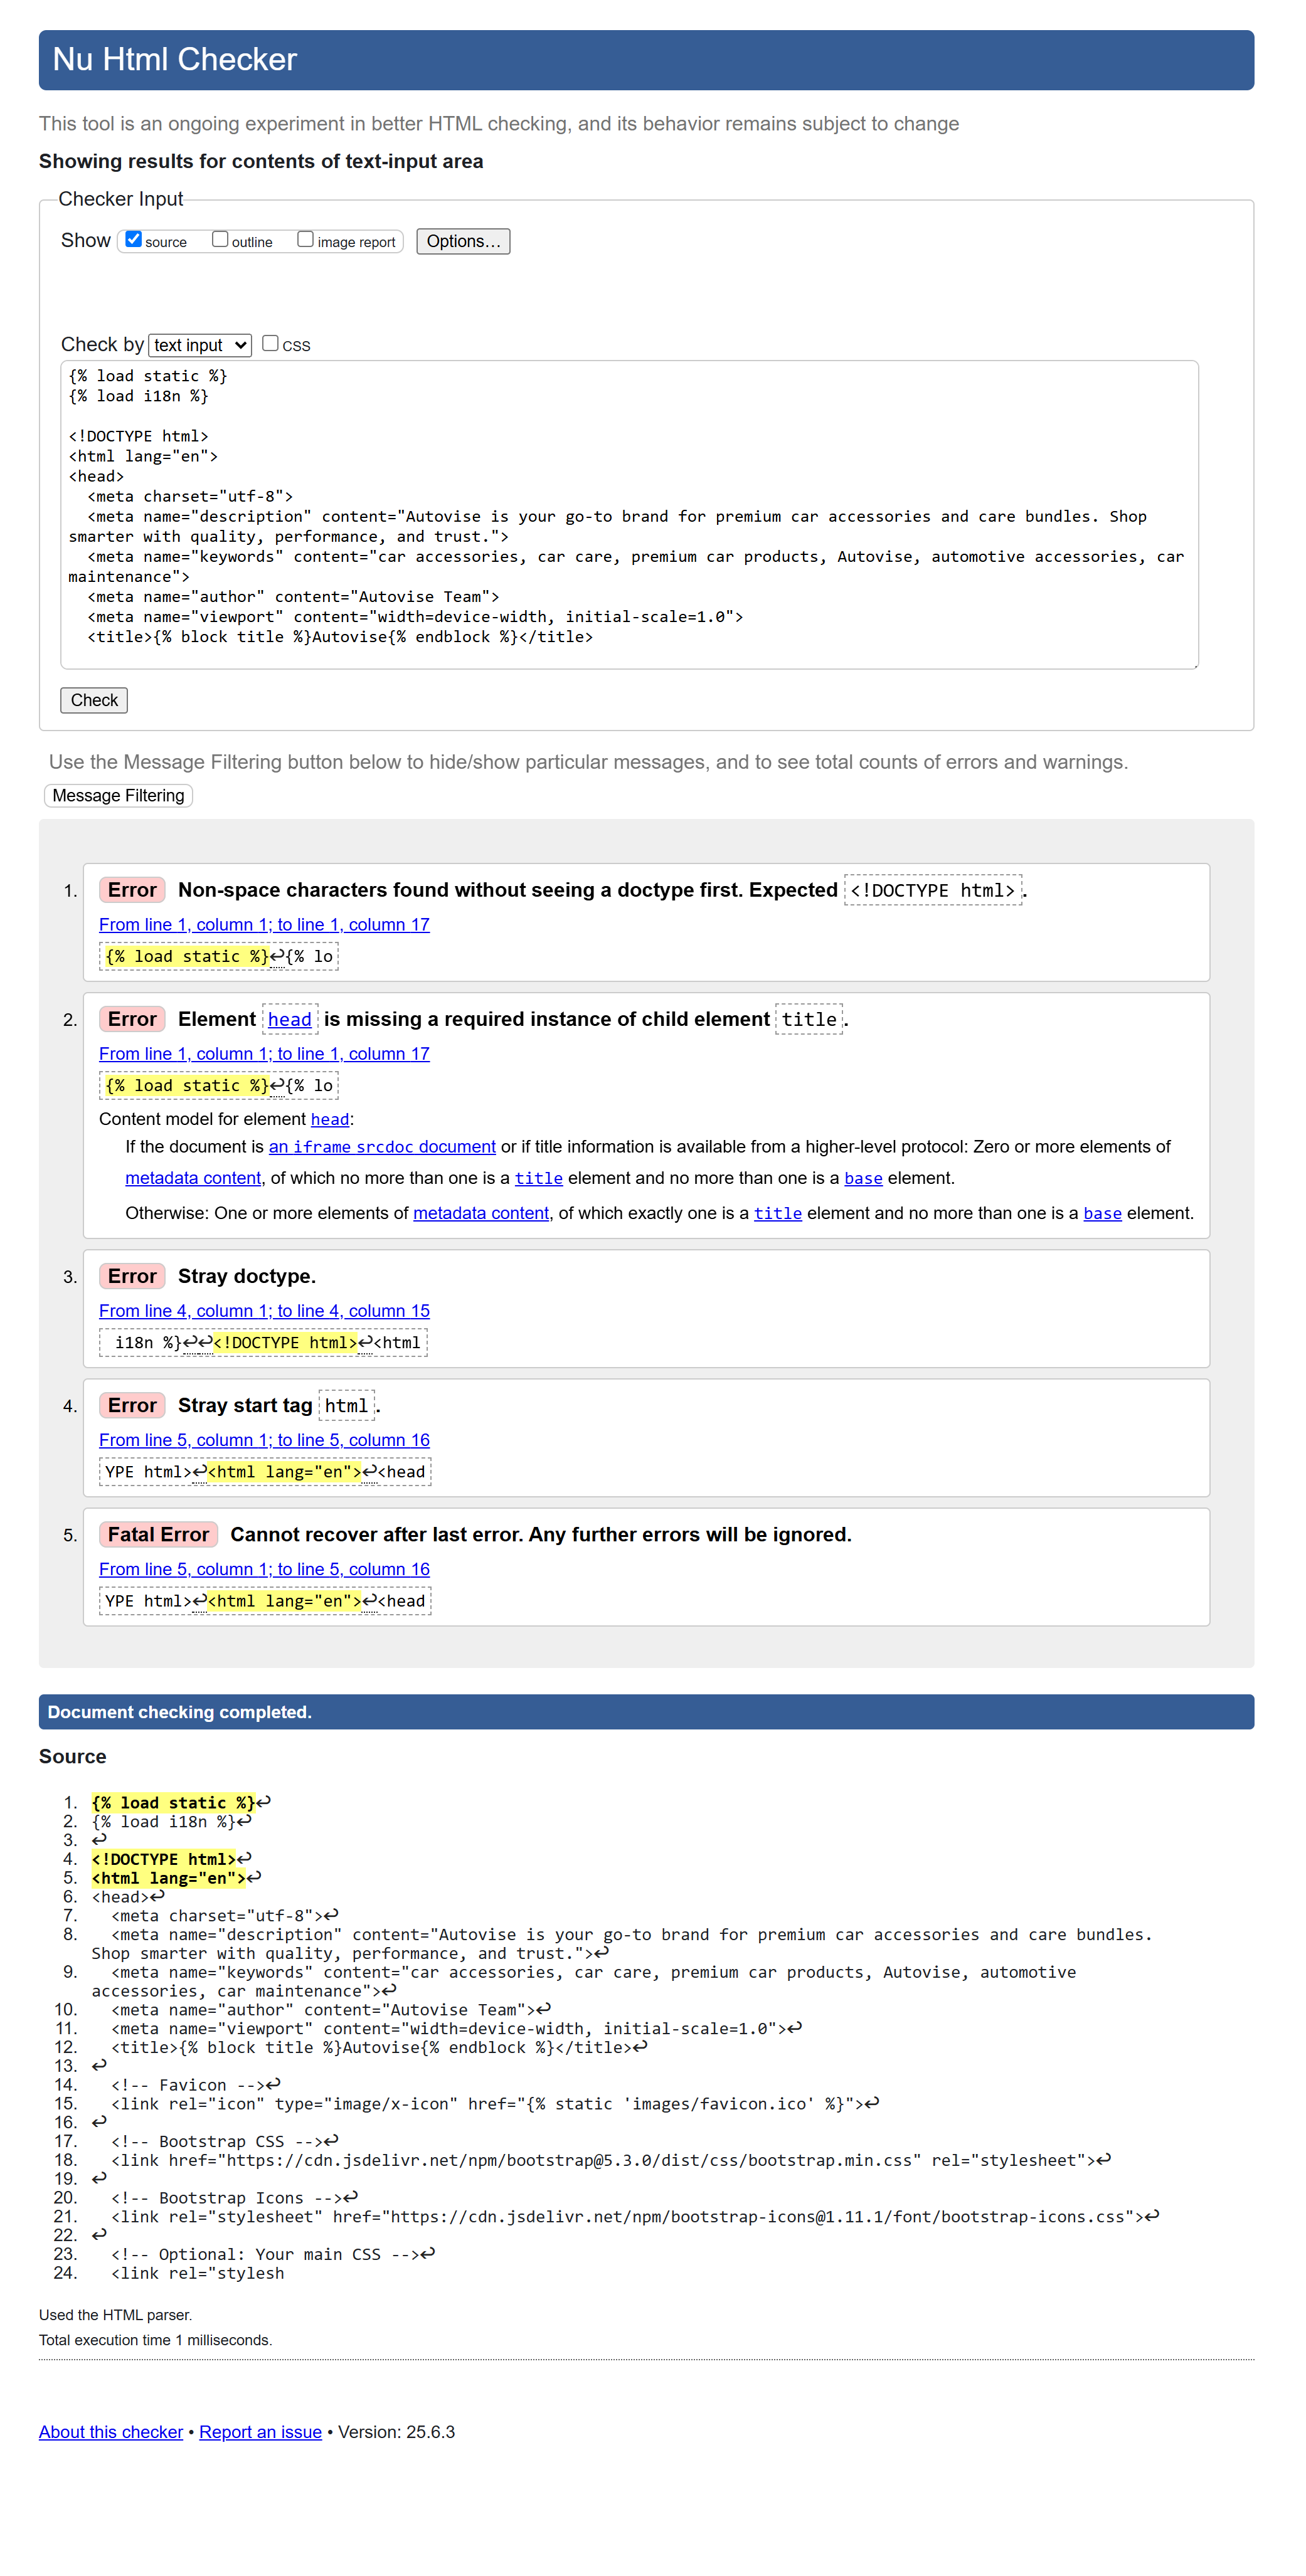 Nu Html Checker
This tool is an ongoing experiment in better HTML checking, and its behavior remains subject to change
Showing results for contents of text-input area
Checker Input
Show source outline image report Options…
Check by text input CSS
{% load static %}
{% load i18n %}
<!DOCTYPE html>
<html lang="en">
<head>
<meta charset="utf-8">
<meta name="description" content="Autovise is your go-to brand for premium car accessories and care bundles. Shop
smarter with quality, performance, and trust.">
<meta name="keywords" content="car accessories, car care, premium car products, Autovise, automotive accessories, car
maintenance">
<meta name="author" content="Autovise Team">
<meta name="viewport" content="width=device-width, initial-scale=1.0">
<title>{% block title %}Autovise{% endblock %}</title>
Check
Use the Message Filtering button below to hide/show particular messages, and to see total counts of errors and warnings.
Message Filtering
1. Error Non-space characters found without seeing a doctype first. Expected <!DOCTYPE html>.
From line 1, column 1; to line 1, column 17
{% load static %}↩{% lo
2. Error Element head is missing a required instance of child element title.
From line 1, column 1; to line 1, column 17
{% load static %}↩{% lo
Content model for element head:
If the document is an iframe srcdoc document or if title information is available from a higher-level protocol: Zero or more elements of
metadata content, of which no more than one is a title element and no more than one is a base element.
Otherwise: One or more elements of metadata content, of which exactly one is a title element and no more than one is a base element.
3. Error Stray doctype.
From line 4, column 1; to line 4, column 15
i18n %}↩↩<!DOCTYPE html>↩<html
4. Error Stray start tag html.
From line 5, column 1; to line 5, column 16
YPE html>↩<html lang="en">↩<head
5. Fatal Error Cannot recover after last error. Any further errors will be ignored.
From line 5, column 1; to line 5, column 16
YPE html>↩<html lang="en">↩<head
Document checking completed.
Source
1. {% load static %}↩
2. {% load i18n %}↩
3. ↩
4. <!DOCTYPE html>↩
5. <html lang="en">↩
6. <head>↩
7. <meta charset="utf-8">↩
8. <meta name="description" content="Autovise is your go-to brand for premium car accessories and care bundles.
Shop smarter with quality, performance, and trust.">↩
9. <meta name="keywords" content="car accessories, car care, premium car products, Autovise, automotive
accessories, car maintenance">↩
10. <meta name="author" content="Autovise Team">↩
11. <meta name="viewport" content="width=device-width, initial-scale=1.0">↩
12. <title>{% block title %}Autovise{% endblock %}</title>↩
13. ↩
14. <!-- Favicon -->↩
15. <link rel="icon" type="image/x-icon" href="{% static 'images/favicon.ico' %}">↩
16. ↩
17. <!-- Bootstrap CSS -->↩
18. <link href="https://cdn.jsdelivr.net/npm/bootstrap@5.3.0/dist/css/bootstrap.min.css" rel="stylesheet">↩
19. ↩
20. <!-- Bootstrap Icons -->↩
21. <link rel="stylesheet" href="https://cdn.jsdelivr.net/npm/bootstrap-icons@1.11.1/font/bootstrap-icons.css">↩
22. ↩
23. <!-- Optional: Your main CSS -->↩
24. <link rel="stylesh
Used the HTML parser.
Total execution time 1 milliseconds.
About this checker • Report an issue • Version: 25.6.3